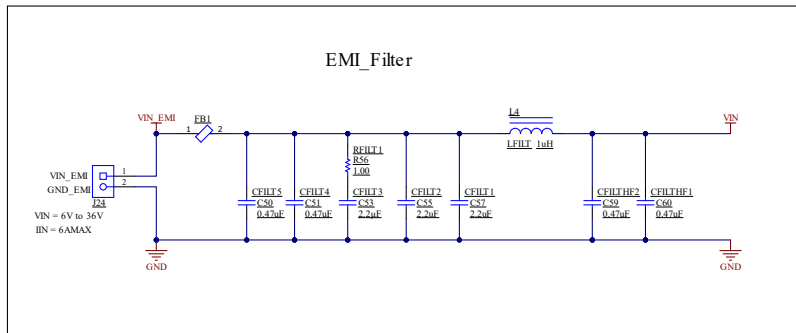 EMI_Filter
VIN_EMI
FB1
1 2
L4
LFILT 1uH
VIN
VIN_EMI 1
GND_EMI 2
J24
VIN = 6V to 36V
IIN = 6AMAX
RFILT1
R56
1.00
CFILT5
C50
0.47uF
CFILT4
C51
0.47uF
CFILT3
C53
2.2µF
CFILT2
C55
2.2uF
CFILT1
C57
2.2uF
CFILTHF2
C59
0.47uF
CFILTHF1
C60
0.47uF
GND
GND